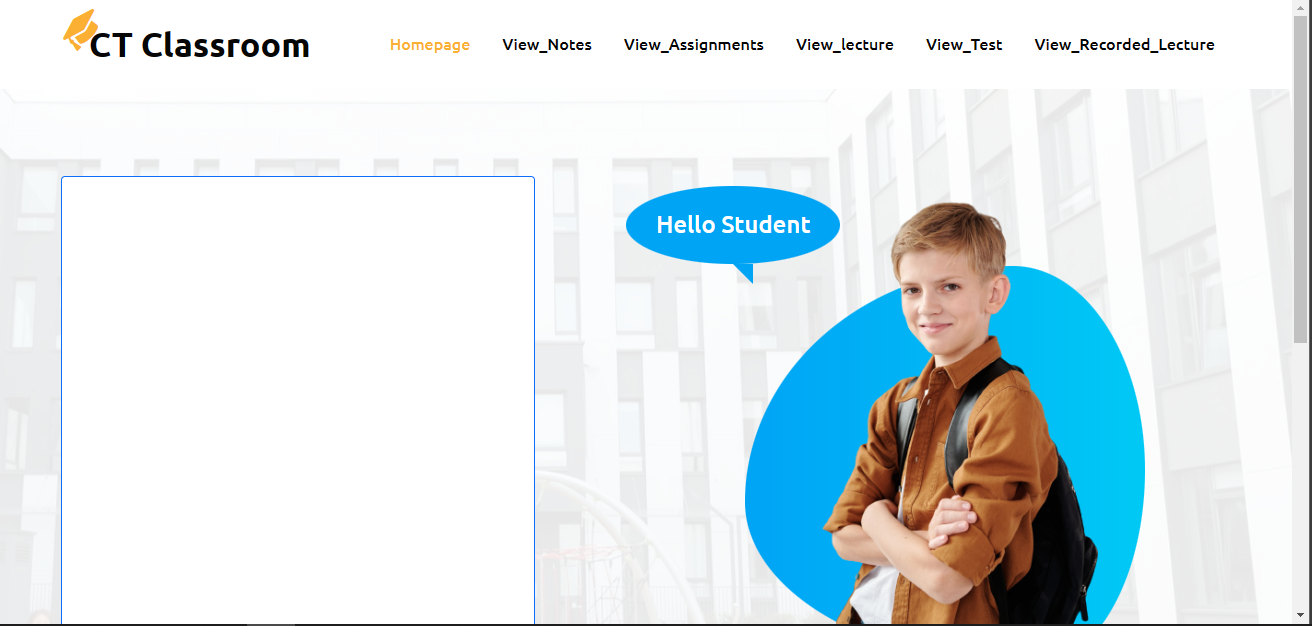 CT Classroom
Homepage View_Notes View_Assignments View_lecture View_Test View_Recorded_Lecture
Hello Student